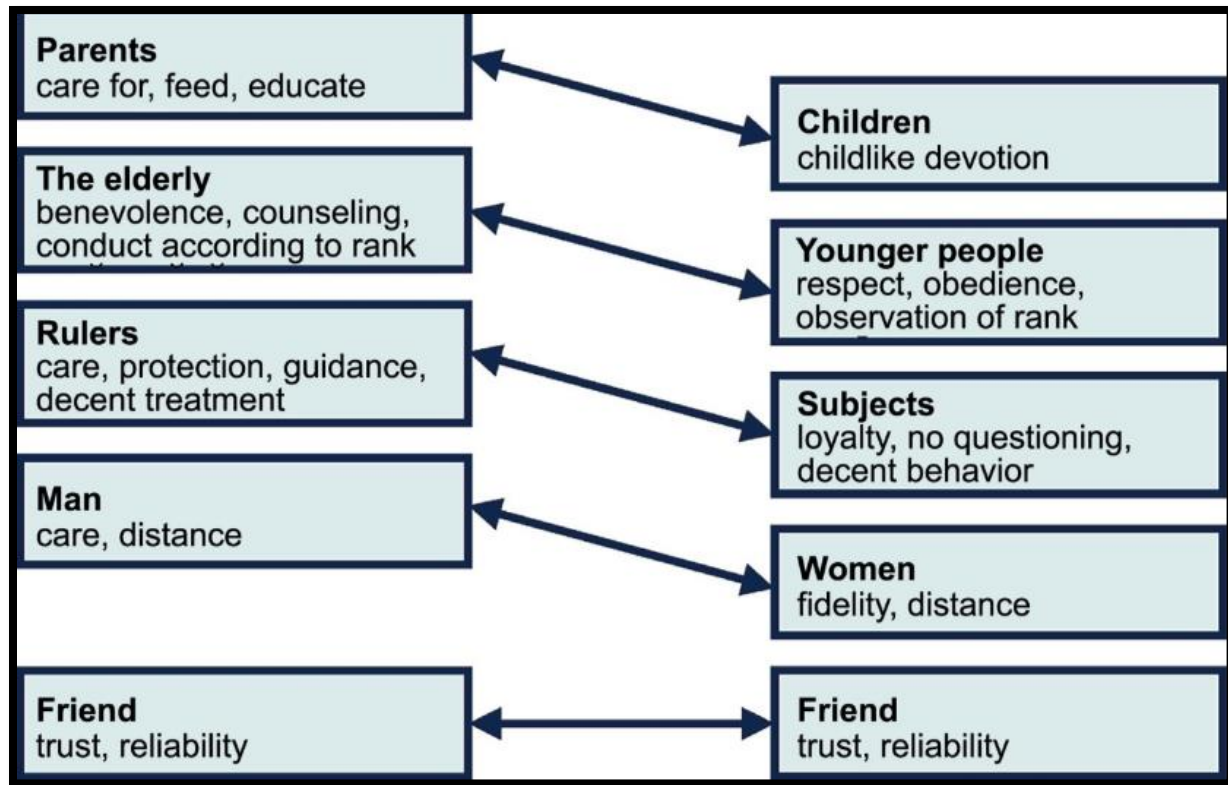 Parents
care for, feed, educate
Children
childlike devotion
The elderly
benevolence, counseling,
conduct according to rank
Younger people
respect, obedience,
observation of rank
Rulers
care, protection, guidance,
decent treatment
Subjects
loyalty, no questioning,
decent behavior
Man
care, distance
Women
fidelity, distance
Friend
trust, reliability
Friend
trust, reliability